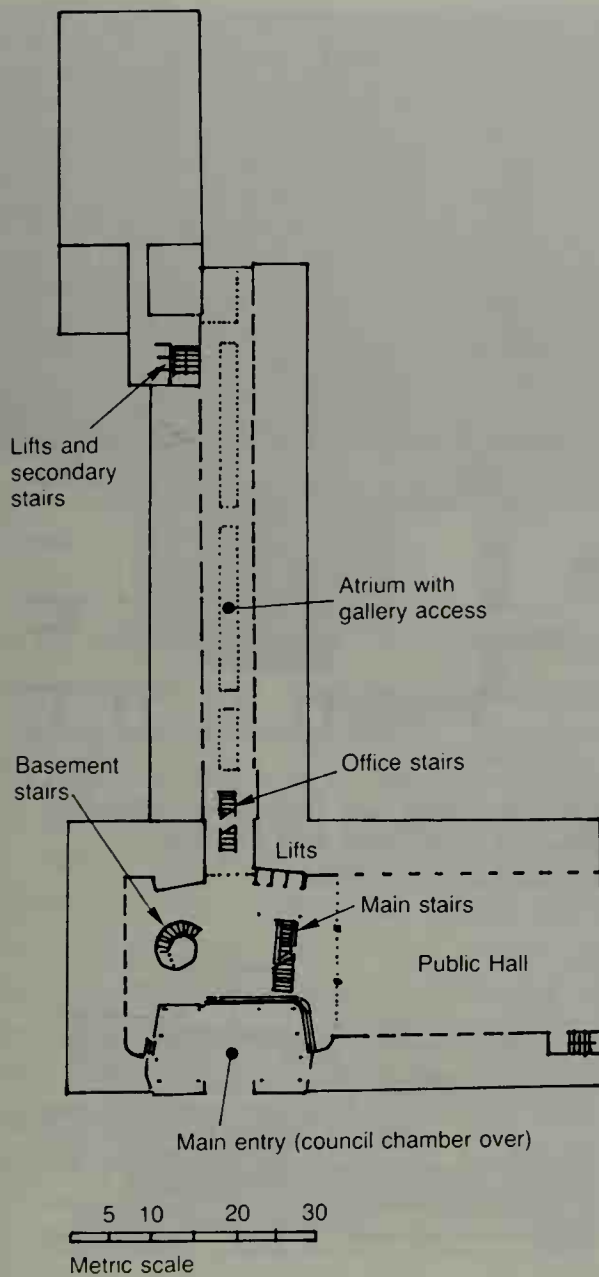 Lifts and
secondary
stairs
Atrium with
gallery access
Basement
stairs
Office stairs
Lifts
Main stairs
Public Hall
Main entry (council chamber over)
5 10 20 30
Metric scale